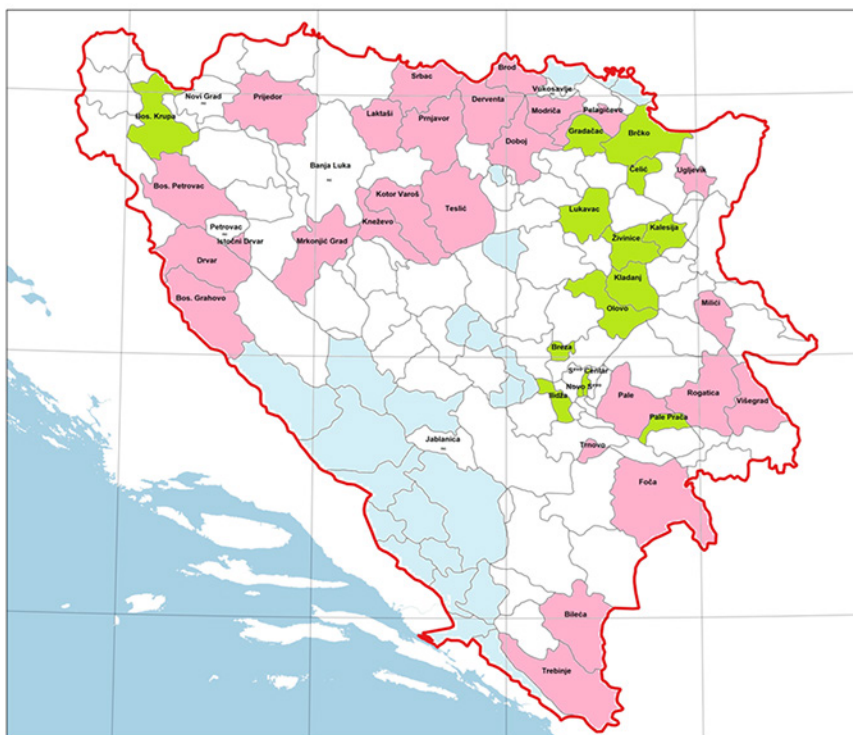 Srbac
Brod
Vukosavlje
Novi Grad
Prijedor
Derventa
Modriča
Pelagićevo
Bos. Krupa
Laktaši
Prnjavor
Gradačac
Brčko
Doboj
Banja Luka
Čelić
Ugljevik
Bos. Petrovac
Kotor Varoš
Teslić
Lukavac
Kneževo
Petrovac
Istočni Drvar
Mrkonjić Grad
Živinice
Kalesija
Drvar
Kladanj
Bos. Grahovo
Olovo
Milići
Breza
S*** Centar
Novo S***
Ilidža
Pale
Rogatica
Višegrad
Pale Prača
Jablanica
Trnovo
Foča
Bileća
Trebinje